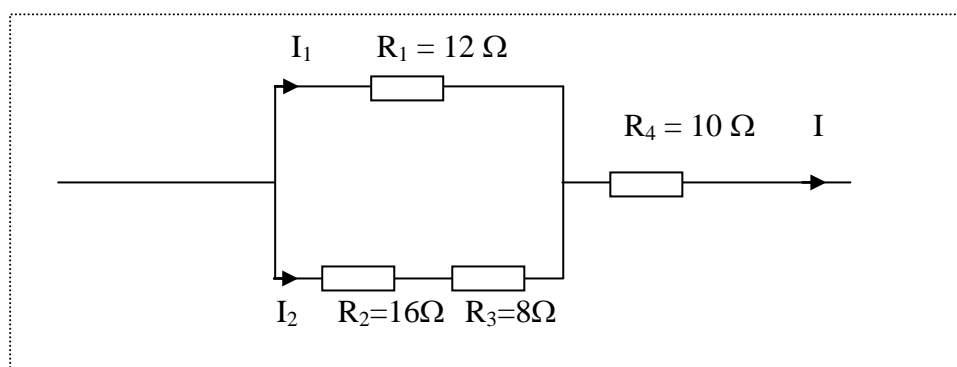 I₁ R₁ = 12 Ω
R₄ = 10 Ω I
I₂ R₂=16Ω R₃=8Ω